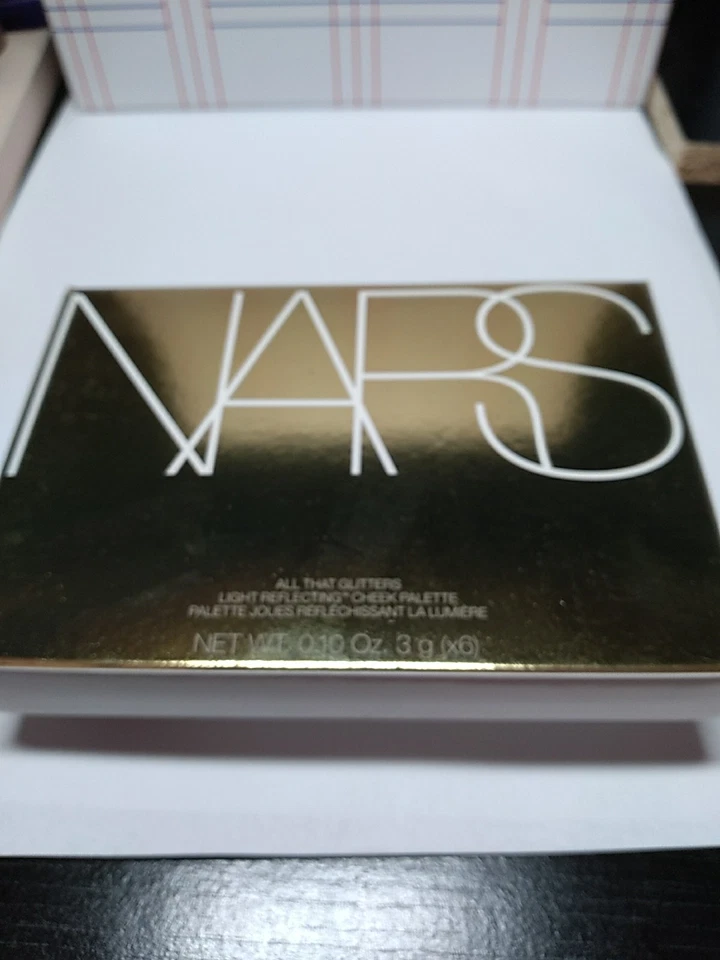 NARS
ALL THAT GLITTERS
LIGHT REFLECTING™ CHEEK PALETTE
PALETTE JOUES RÉFLÉCHISSANT LA LUMIÈRE
NET WT. 0.10 Oz. 3 g (x6)